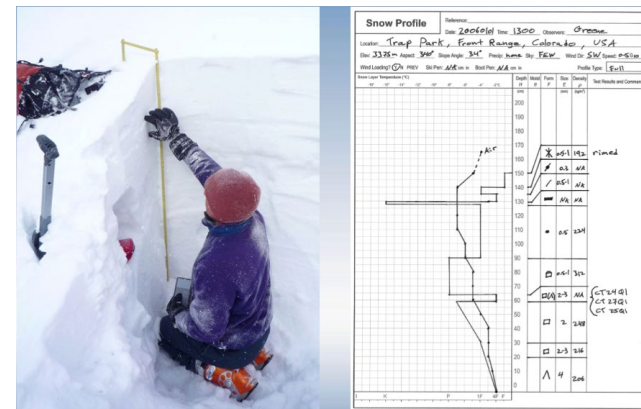 Snow Profile
Reference:
Date: 20060101 Time: 1300 Observers: Greene
Location: Trap Park, Front Range, Colorado, USA
Elev: 3375m Aspect: 340° Slope Angle: 34° Precip: none Sky: FEW Wind Dir: SW Speed:
Wind Loading? Y N PREV Ski Pen: NA cm in Boot Pen: NA cm in Profile Type: Full
Snow Layer Temperature (°C) Depth Moist Form Size Density Test Results and Comments
200
190
180
170
Air 160 0.5-1 192 rimed
150 0.3 NA
140 / 0.5-1 NA
130 NA NA
120
110
100 0.5 224
90
80 0.5-1 312
70
60 2-3 NA CT24Q1
CT27Q1
50 CT25Q1
40 2 248
30
20 2-3 216
10 4 206
0